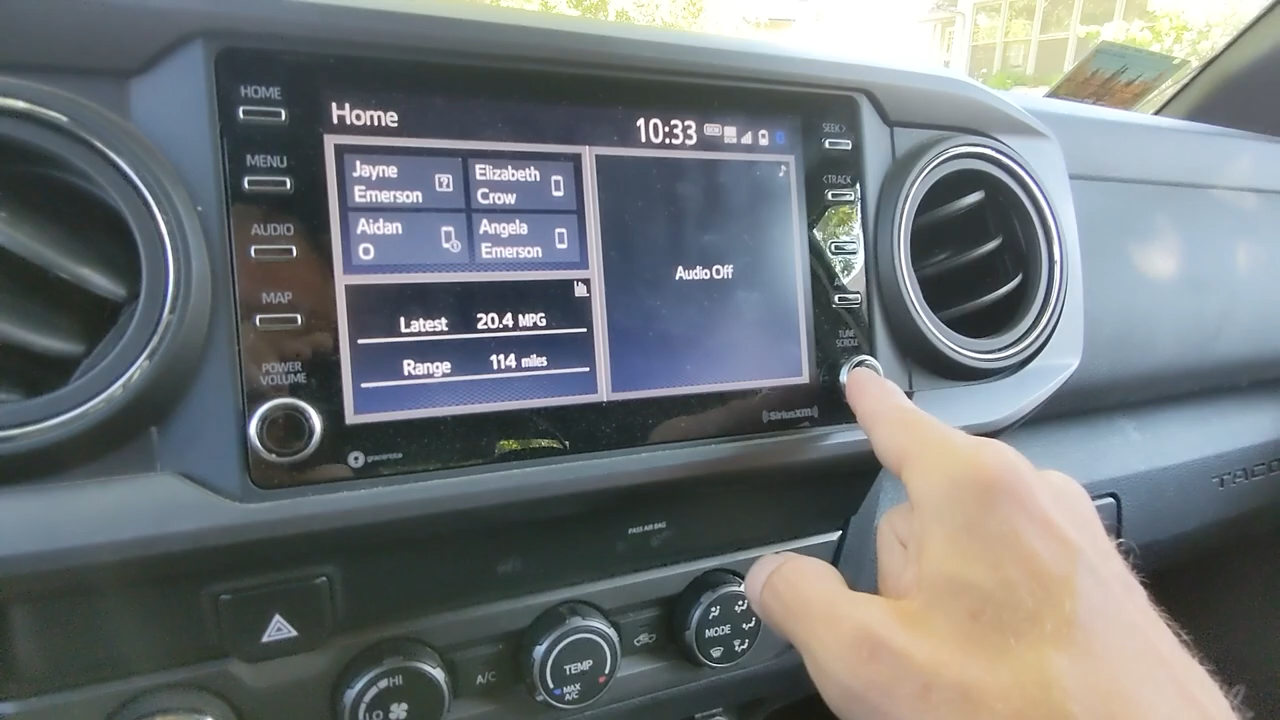 HOME
MENU
AUDIO
MAP
POWER
VOLUME
Home
10:33
DCM
Jayne
Emerson
Elizabeth
Crow
Aidan
O
Angela
Emerson
Latest 20.4 MPG
Range 114 miles
Audio Off
SEEK>
<TRACK
TUNE
SCROLL
gracenote
SiriusXM
PASS AIR BAG
TACO
HI
LO
A/C
TEMP
MAX
A/C
MODE